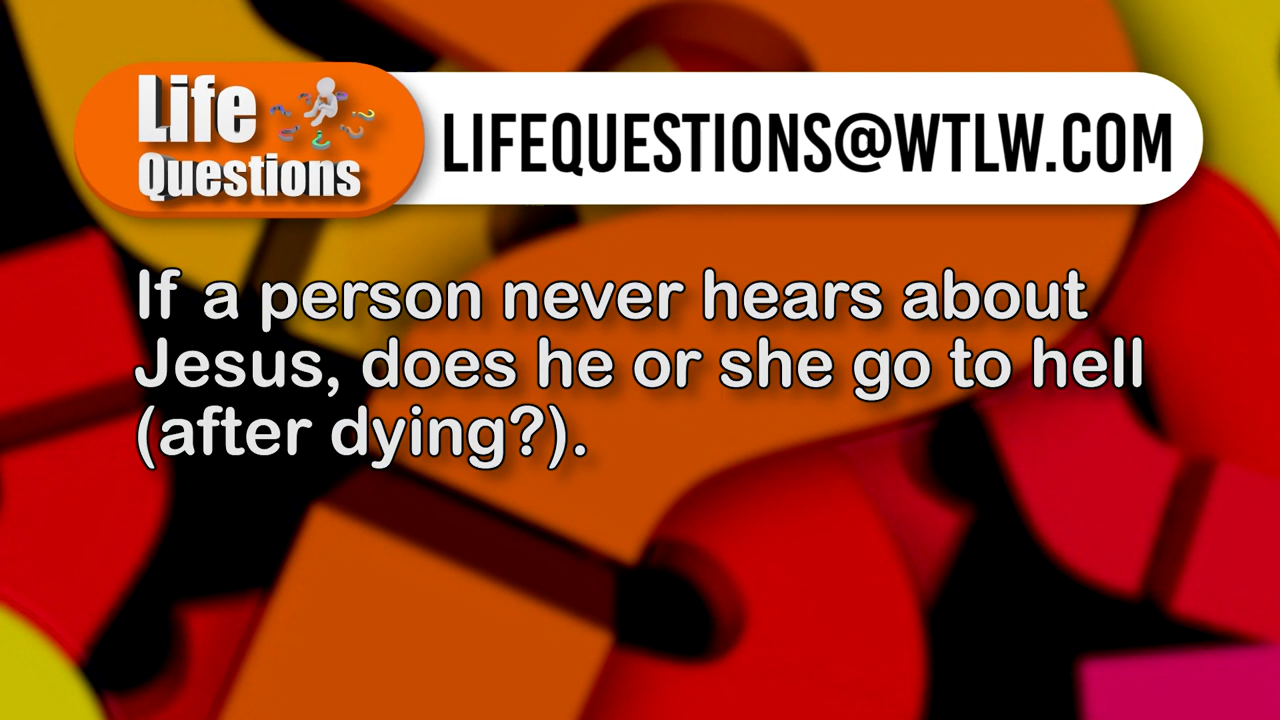 Life
Questions
LIFEQUESTIONS@WTLW.COM
If a person never hears about
Jesus, does he or she go to hell
(after dying?).